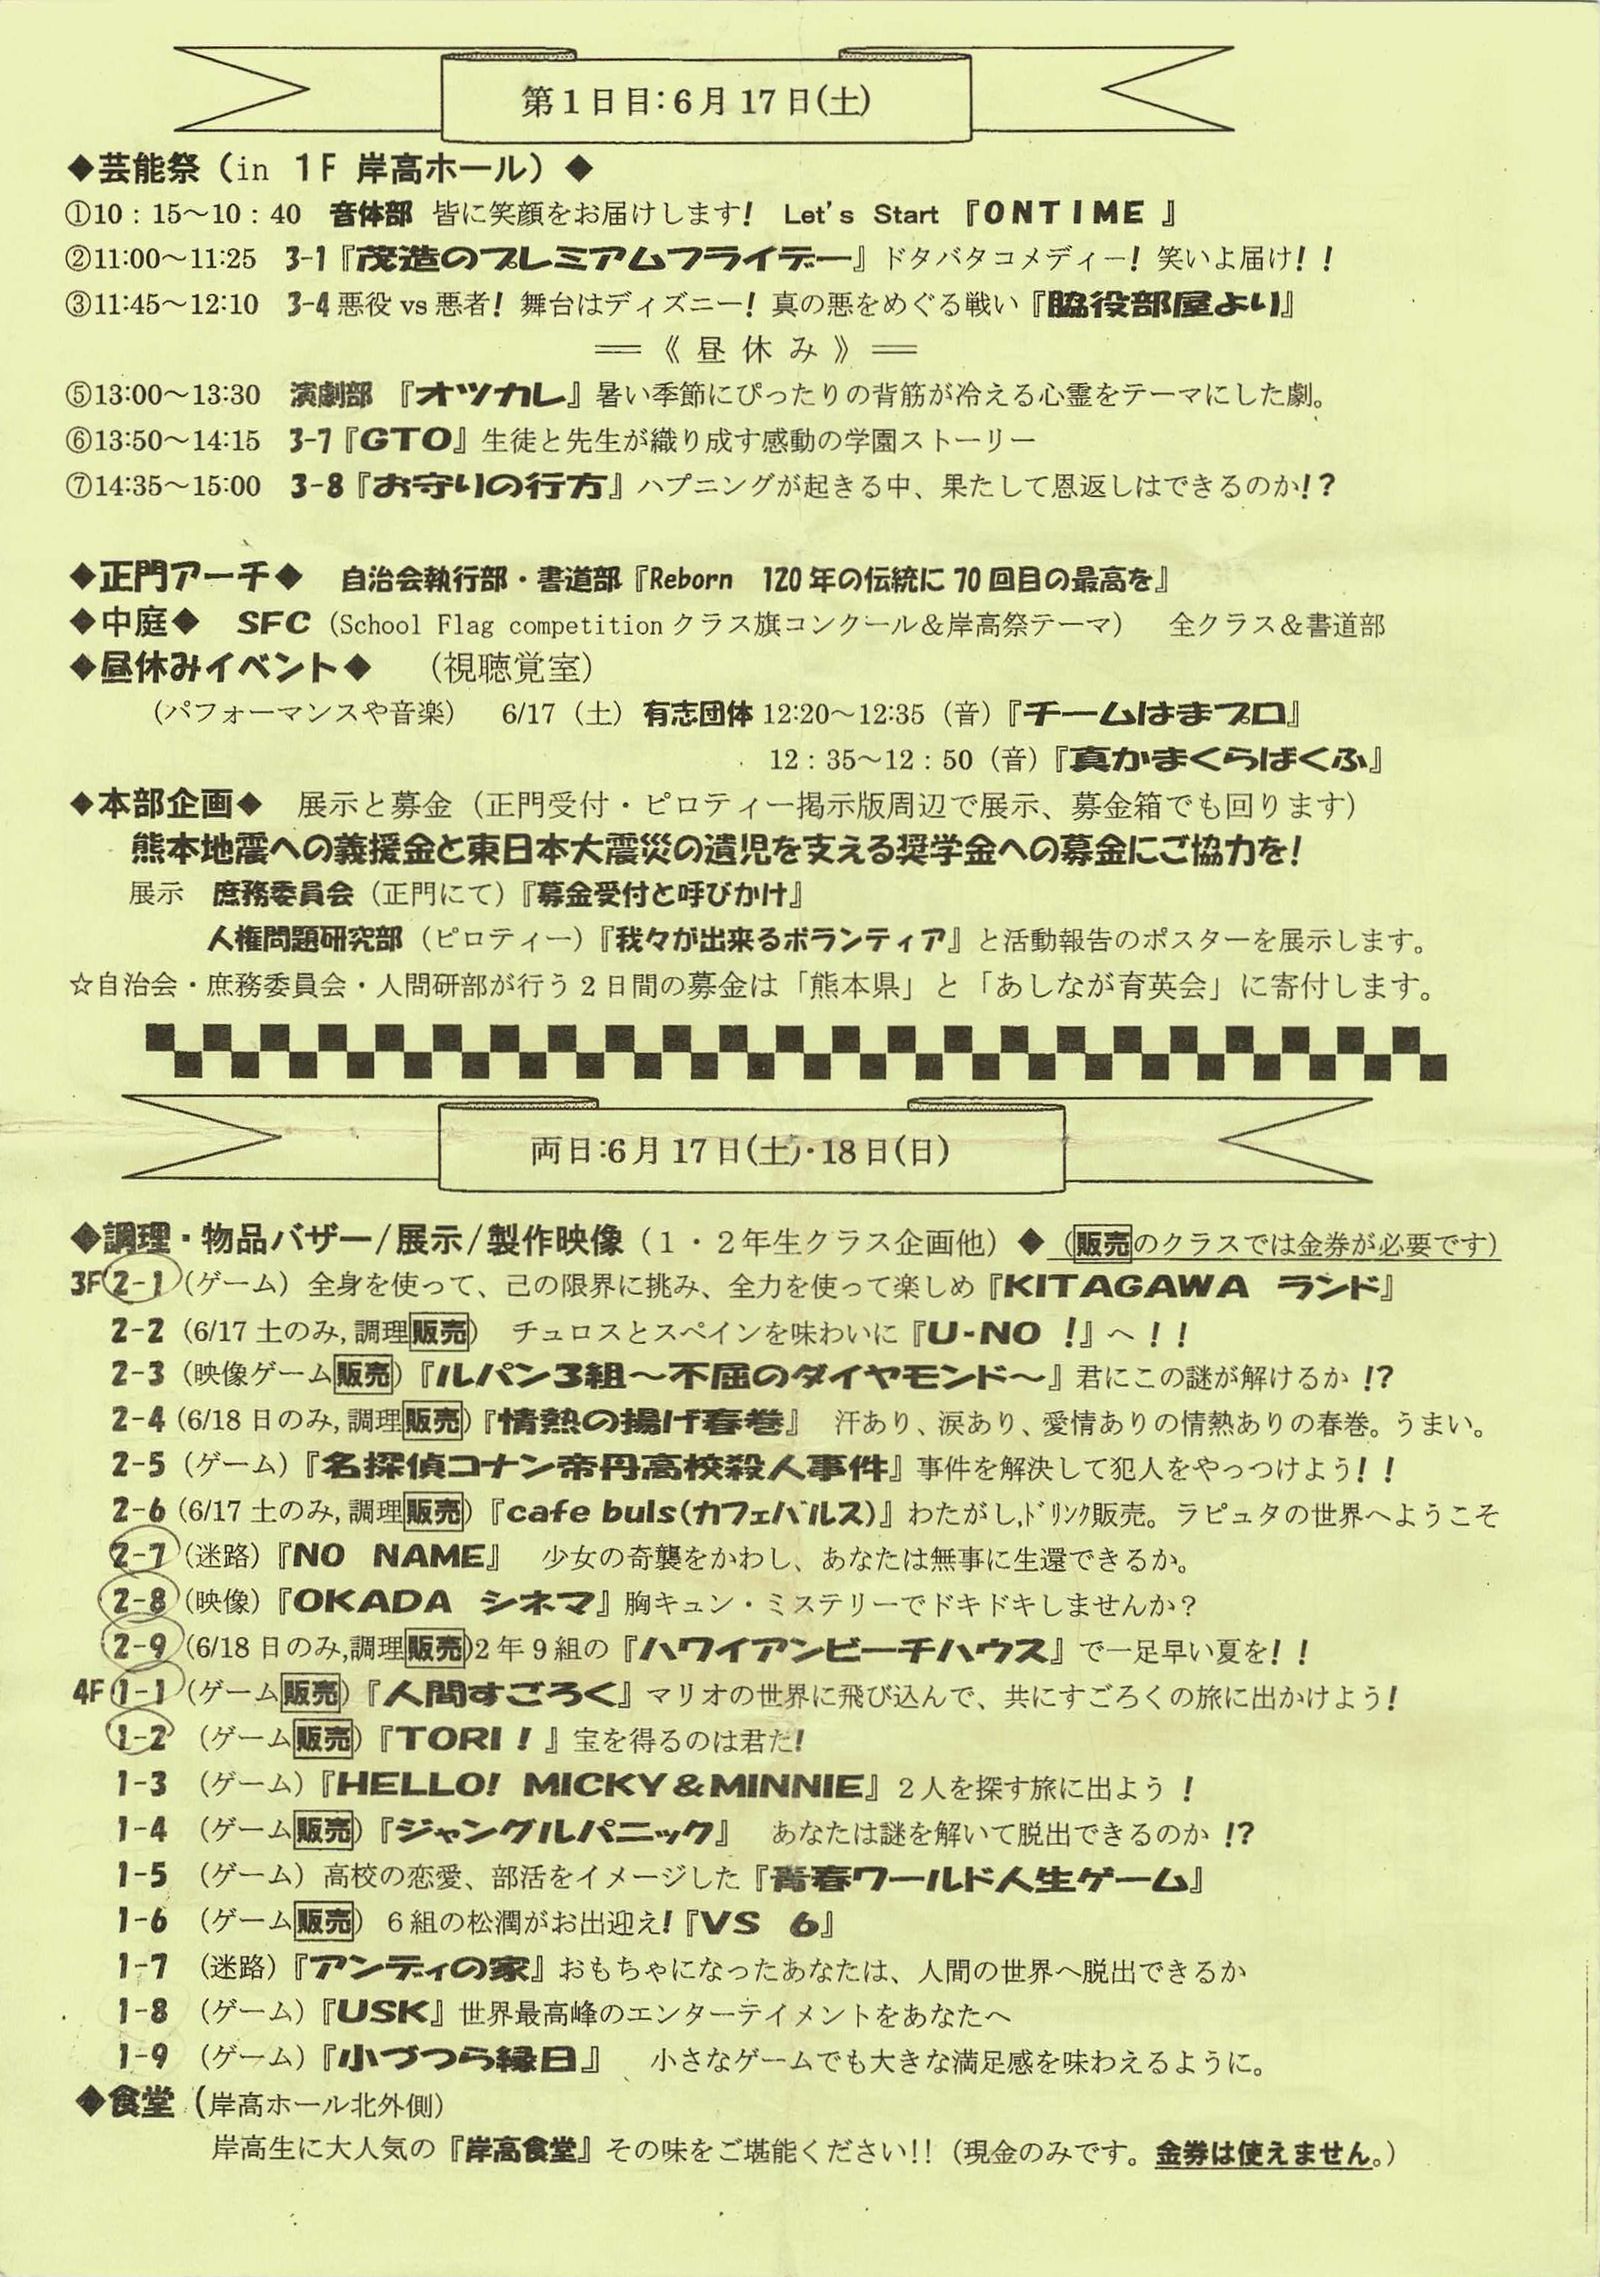 第1日目:6月17日(土)
◆芸能祭（in 1F 岸高ホール）◆
①10：15～10：40 音体部 皆に笑顔をお届けします! Let's Start『ONTIME』
②11:00～11:25 3-1『茂造のプレミアムフライデー』ドタバタコメディー! 笑いよ届け!!
③11:45～12:10 3-4 悪役 vs 悪者! 舞台はディズニー! 真の悪をめぐる戦い『脇役部屋より』
＝《 昼 休 み 》＝
⑤13:00～13:30 演劇部 『オツカレ』暑い季節にぴったりの背筋が冷える心霊をテーマにした劇。
⑥13:50～14:15 3-7『GTO』生徒と先生が織り成す感動の学園ストーリー
⑦14:35～15:00 3-8『お守りの行方』ハプニングが起きる中、果たして恩返しはできるのか!?
◆正門アーチ◆ 自治会執行部・書道部『Reborn 120年の伝統に70回目の最高を』
◆中庭◆ SFC（School Flag competition クラス旗コンクール＆岸高祭テーマ） 全クラス＆書道部
◆昼休みイベント◆ （視聴覚室）
（パフォーマンスや音楽） 6/17（土）有志団体 12:20～12:35（音）『チームはまプロ』
12：35～12：50（音）『真かまくらばくふ』
◆本部企画◆ 展示と募金（正門受付・ピロティー掲示版周辺で展示、募金箱でも回ります）
熊本地震への義援金と東日本大震災の遺児を支える奨学金への募金にご協力を!
展示 庶務委員会（正門にて）『募金受付と呼びかけ』
人権問題研究部（ピロティー）『我々が出来るボランティア』と活動報告のポスターを展示します。
☆自治会・庶務委員会・人問研部が行う2日間の募金は「熊本県」と「あしなが育英会」に寄付します。
両日:6月17日(土)・18日(日)
◆調理・物品バザー/展示/製作映像（1・2年生クラス企画他）◆（販売のクラスでは金券が必要です）
3F 2-1（ゲーム）全身を使って、己の限界に挑み、全力を使って楽しめ『KITAGAWA ランド』
2-2（6/17 土のみ,調理販売） チュロスとスペインを味わいに『U-NO !』へ!!
2-3（映像ゲーム販売）『ルパン3組～不屈のダイヤモンド～』君にこの謎が解けるか !?
2-4（6/18 日のみ,調理販売）『情熱の揚げ春巻』 汗あり、涙あり、愛情ありの情熱ありの春巻。うまい。
2-5（ゲーム）『名探偵コナン帝丹高校殺人事件』事件を解決して犯人をやっつけよう!!
2-6（6/17 土のみ,調理販売）『cafe buls(カフェバルス)』わたがし,ﾄﾞﾘﾝｸ販売。ラピュタの世界へようこそ
2-7（迷路）『NO NAME』 少女の奇襲をかわし、あなたは無事に生還できるか。
2-8（映像）『OKADA シネマ』胸キュン・ミステリーでドキドキしませんか？
2-9（6/18 日のみ,調理販売）2年9組の『ハワイアンビーチハウス』で一足早い夏を!!
4F 1-1（ゲーム販売）『人間すごろく』マリオの世界に飛び込んで、共にすごろくの旅に出かけよう!
1-2 （ゲーム販売）『TORI！』宝を得るのは君だ!
1-3 （ゲーム）『HELLO! MICKY＆MINNIE』2人を探す旅に出よう !
1-4 （ゲーム販売）『ジャングルパニック』 あなたは謎を解いて脱出できるのか !?
1-5 （ゲーム）高校の恋愛、部活をイメージした『青春ワールド人生ゲーム』
1-6 （ゲーム販売） 6組の松潤がお出迎え!『VS 6』
1-7 （迷路）『アンディの家』おもちゃになったあなたは、人間の世界へ脱出できるか
1-8 （ゲーム）『USK』世界最高峰のエンターテイメントをあなたへ
1-9 （ゲーム）『小づつら縁日』 小さなゲームでも大きな満足感を味わえるように。
◆食堂（岸高ホール北外側）
岸高生に大人気の『岸高食堂』その味をご堪能ください!!（現金のみです。金券は使えません。）